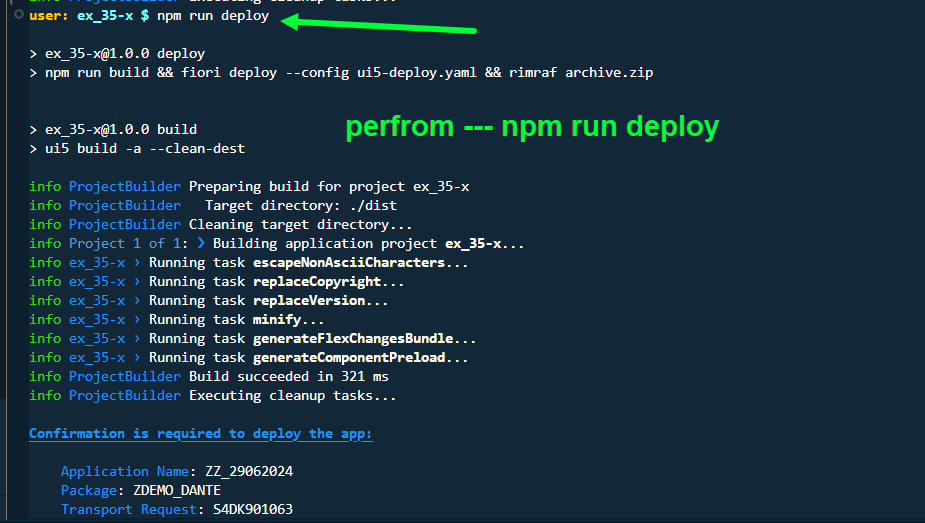 user: ex_35-x $ npm run deploy
> ex_35-x@1.0.0 deploy
> npm run build && fiori deploy --config ui5-deploy.yaml && rimraf archive.zip
> ex_35-x@1.0.0 build
perfrom --- npm run deploy
> ui5 build -a --clean-dest
info ProjectBuilder Preparing build for project ex_35-x
info ProjectBuilder   Target directory: ./dist
info ProjectBuilder Cleaning target directory...
info Project 1 of 1: ❯ Building application project ex_35-x...
info ex_35-x › Running task escapeNonAsciiCharacters...
info ex_35-x › Running task replaceCopyright...
info ex_35-x › Running task replaceVersion...
info ex_35-x › Running task minify...
info ex_35-x › Running task generateFlexChangesBundle...
info ex_35-x › Running task generateComponentPreload...
info ProjectBuilder Build succeeded in 321 ms
info ProjectBuilder Executing cleanup tasks...
Confirmation is required to deploy the app:
Application Name: ZZ_29062024
Package: ZDEMO_DANTE
Transport Request: S4DK901063